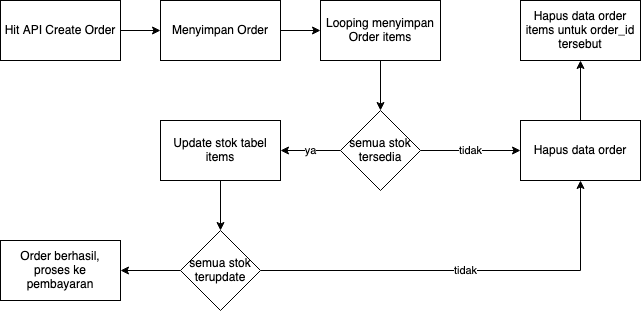 Hit API Create Order
Menyimpan Order
Looping menyimpan
Order items
Hapus data order
items untuk order_id
tersebut
Update stok tabel
items
ya
semua stok
tersedia
tidak
Hapus data order
Order berhasil,
proses ke
pembayaran
semua stok
terupdate
tidak